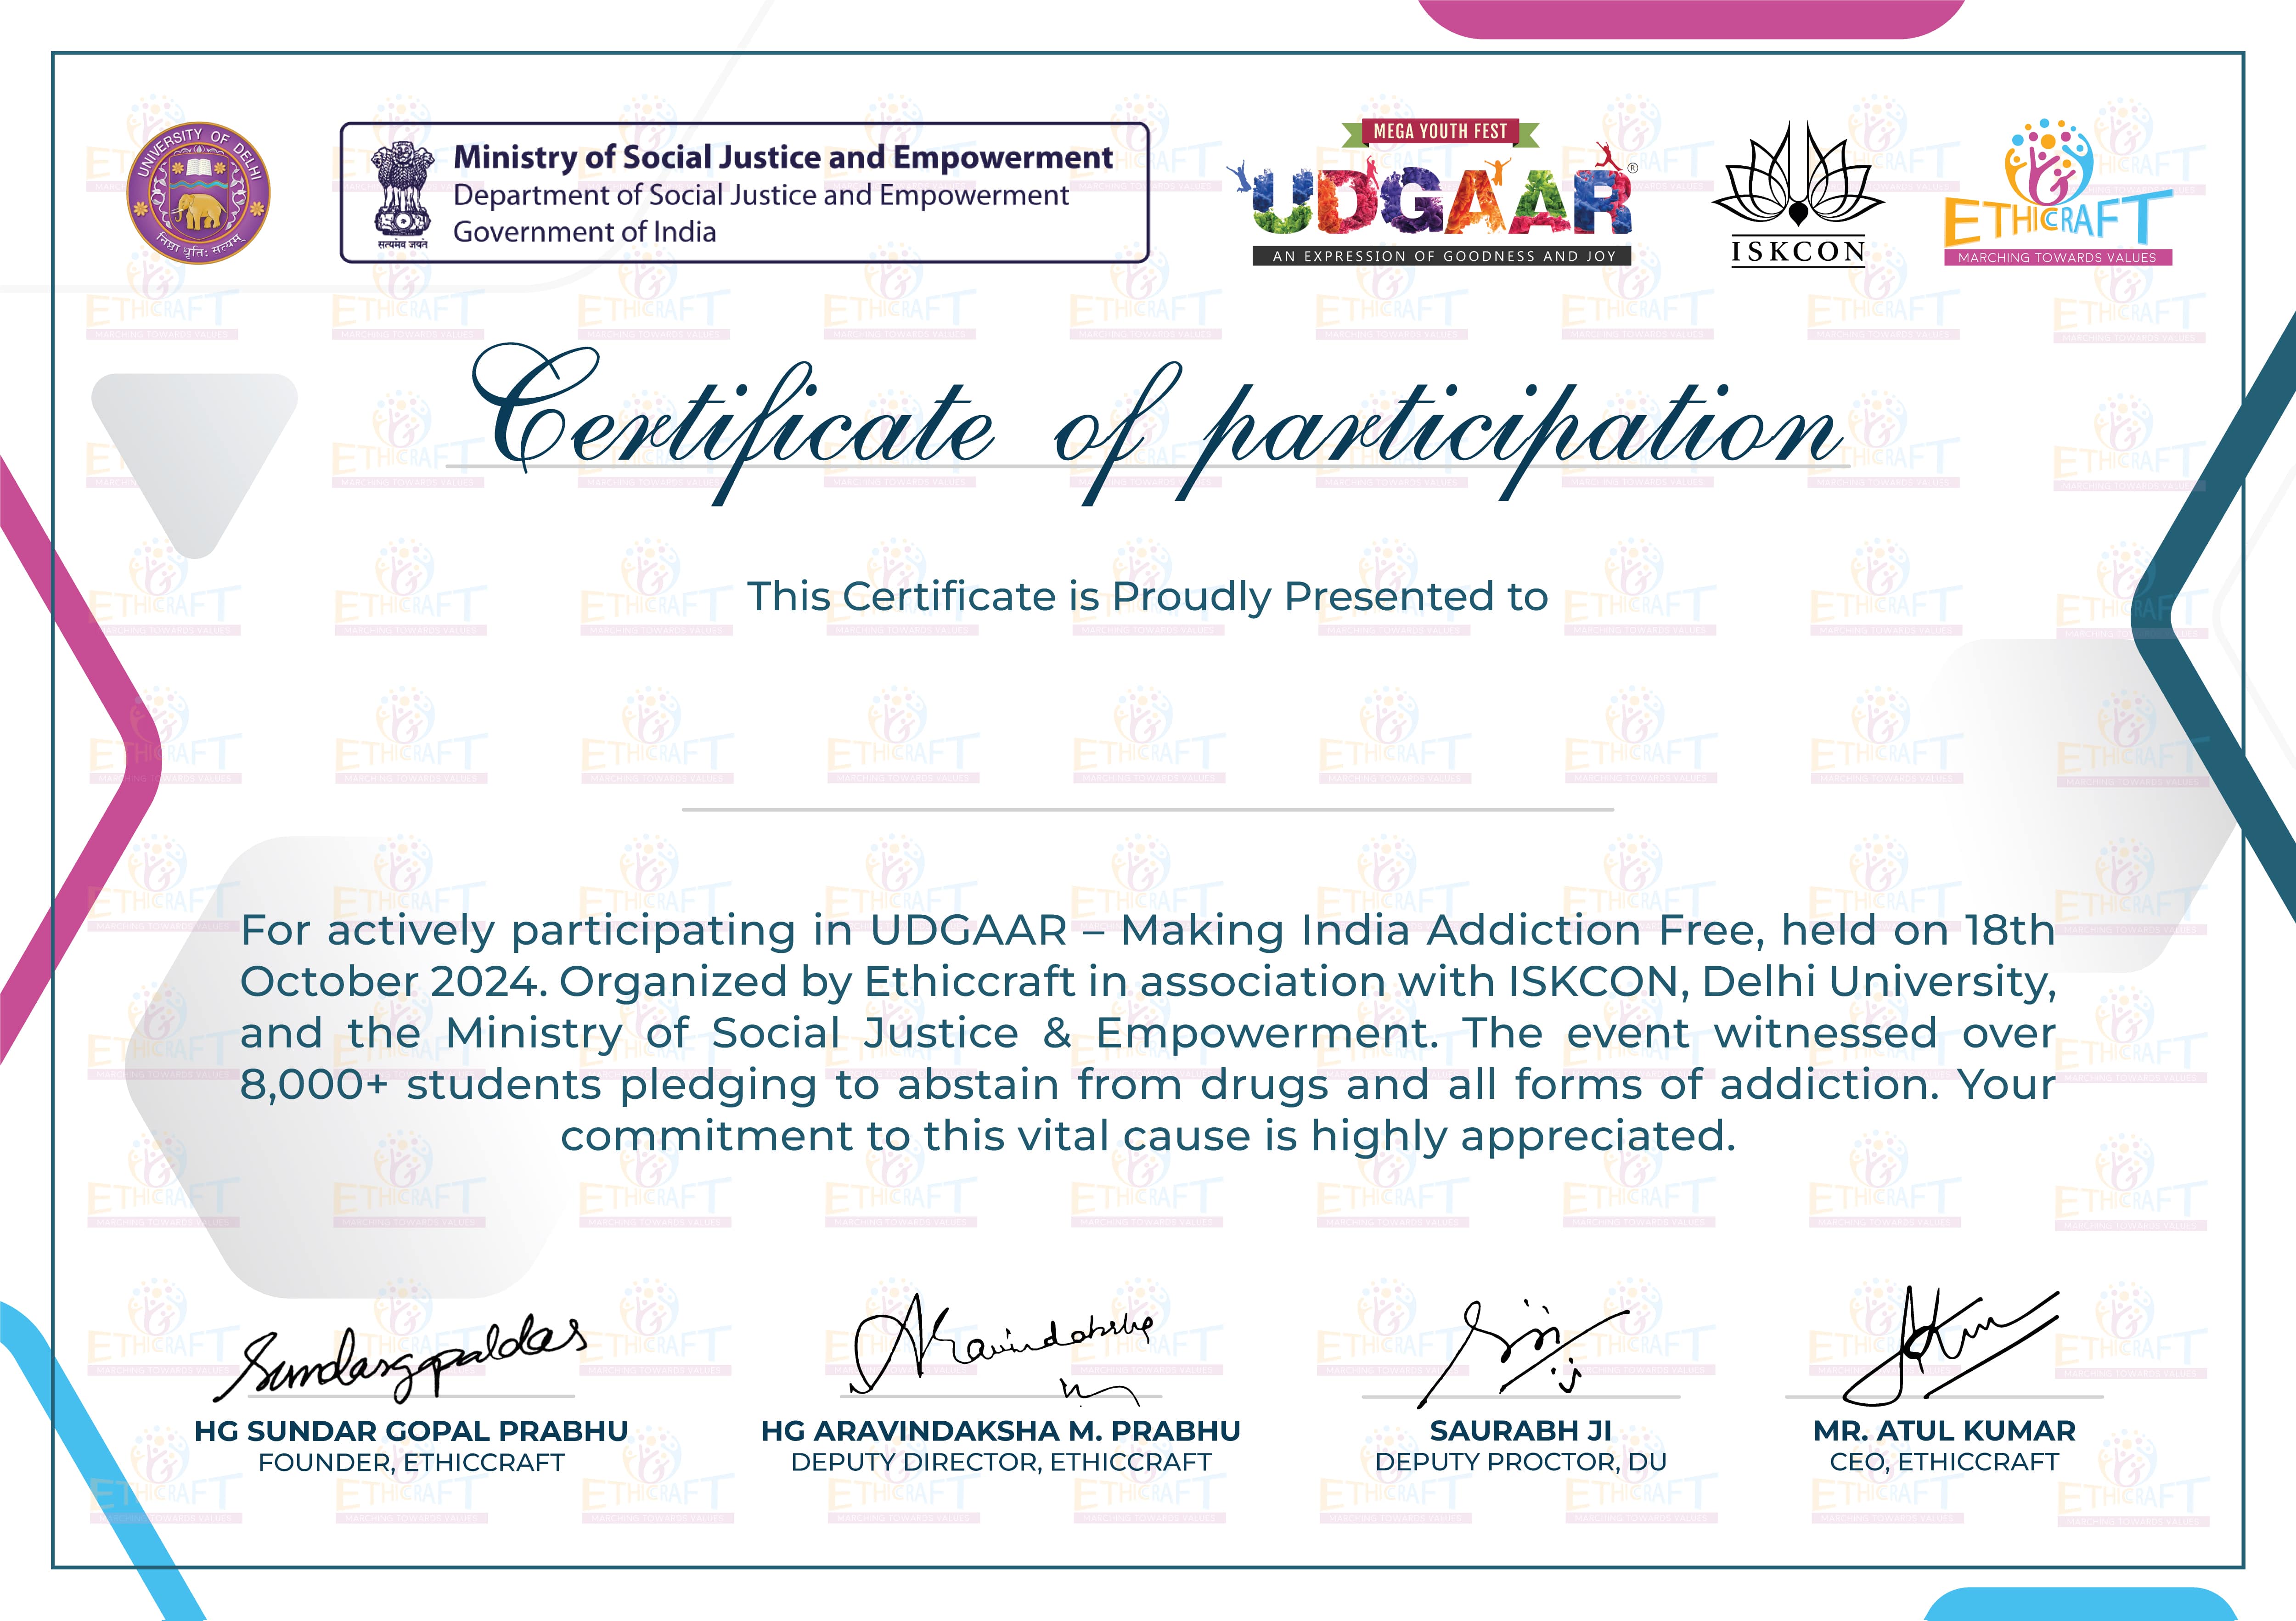 UNIVERSITY OF DELHI
निष्ठा धृति: सत्यम्
सत्यमेव जयते
Ministry of Social Justice and Empowerment
Department of Social Justice and Empowerment
Government of India
MEGA YOUTH FEST
UDGAAR®
AN EXPRESSION OF GOODNESS AND JOY
ISKCON
ETHICCRAFT
MARCHING TOWARDS VALUES
Certificate of participation
This Certificate is Proudly Presented to
For actively participating in UDGAAR – Making India Addiction Free, held on 18th
October 2024. Organized by Ethiccraft in association with ISKCON, Delhi University,
and the Ministry of Social Justice & Empowerment. The event witnessed over
8,000+ students pledging to abstain from drugs and all forms of addiction. Your
commitment to this vital cause is highly appreciated.
Sundargopaldas
HG SUNDAR GOPAL PRABHU
FOUNDER, ETHICCRAFT
HG ARAVINDAKSHA M. PRABHU
DEPUTY DIRECTOR, ETHICCRAFT
SAURABH JI
DEPUTY PROCTOR, DU
MR. ATUL KUMAR
CEO, ETHICCRAFT